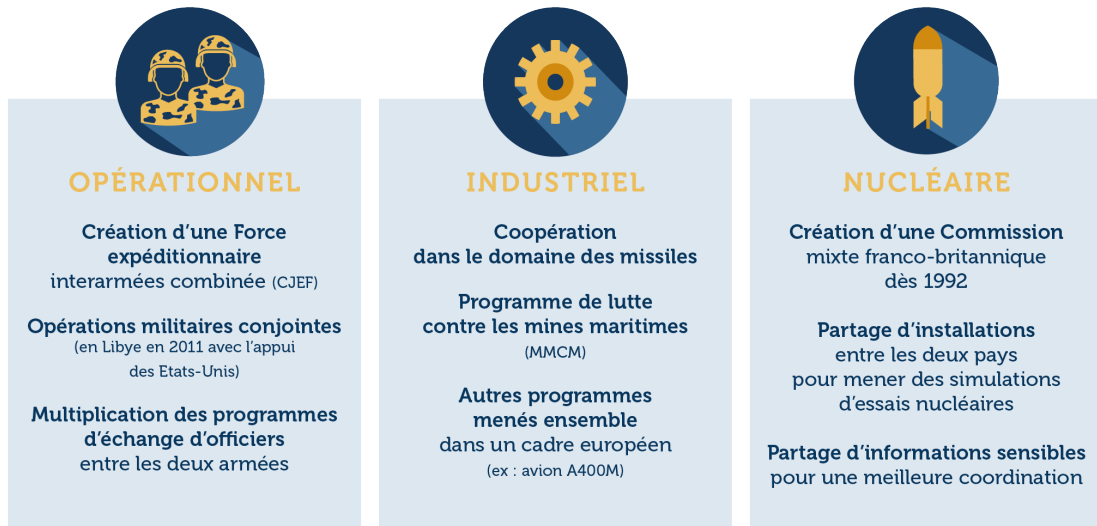 OPÉRATIONNEL
Création d’une Force
expéditionnaire
interarmées combinée (CJEF)
Opérations militaires conjointes
(en Libye en 2011 avec l’appui
des Etats-Unis)
Multiplication des programmes
d’échange d’officiers
entre les deux armées
INDUSTRIEL
Coopération
dans le domaine des missiles
Programme de lutte
contre les mines maritimes
(MMCM)
Autres programmes
menés ensemble
dans un cadre européen
(ex : avion A400M)
NUCLÉAIRE
Création d’une Commission
mixte franco-britannique
dès 1992
Partage d’installations
entre les deux pays
pour mener des simulations
d’essais nucléaires
Partage d’informations sensibles
pour une meilleure coordination